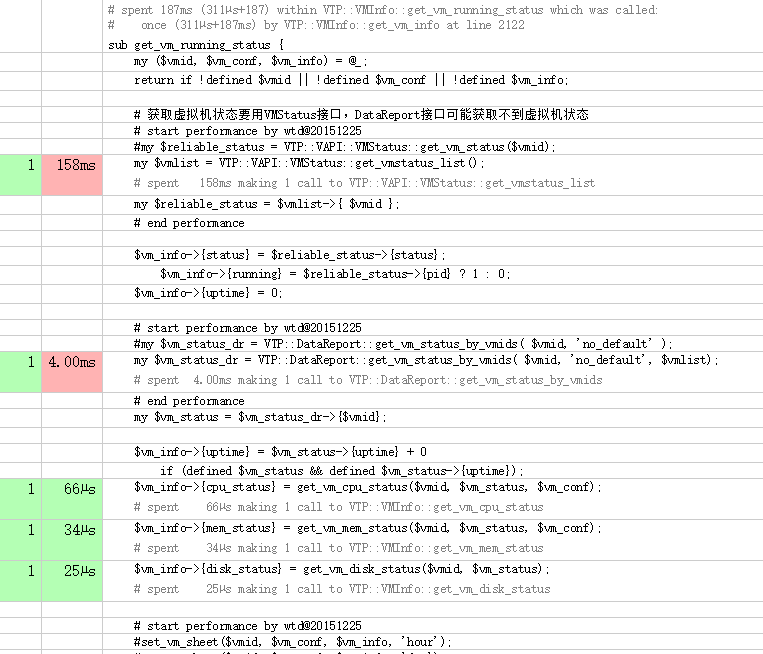 # spent 187ms (311µs+187) within VTP::VMInfo::get_vm_running_status which was called:
#    once (311µs+187ms) by VTP::VMInfo::get_vm_info at line 2122
sub get_vm_running_status {
my ($vmid, $vm_conf, $vm_info) = @_;
return if !defined $vmid || !defined $vm_conf || !defined $vm_info;
# 获取虚拟机状态要用VMStatus接口，DataReport接口可能获取不到虚拟机状态
# start performance by wtd@20151225
#my $reliable_status = VTP::VAPI::VMStatus::get_vm_status($vmid);
1 158ms my $vmlist = VTP::VAPI::VMStatus::get_vmstatus_list();
# spent   158ms making 1 call to VTP::VAPI::VMStatus::get_vmstatus_list
my $reliable_status = $vmlist->{ $vmid };
# end performance
$vm_info->{status} = $reliable_status->{status};
$vm_info->{running} = $reliable_status->{pid} ? 1 : 0;
$vm_info->{uptime} = 0;
# start performance by wtd@20151225
#my $vm_status_dr = VTP::DataReport::get_vm_status_by_vmids( $vmid, 'no_default' );
1 4.00ms my $vm_status_dr = VTP::DataReport::get_vm_status_by_vmids( $vmid, 'no_default', $vmlist);
# spent  4.00ms making 1 call to VTP::DataReport::get_vm_status_by_vmids
# end performance
my $vm_status = $vm_status_dr->{$vmid};
$vm_info->{uptime} = $vm_status->{uptime} + 0
if (defined $vm_status && defined $vm_status->{uptime});
1 66µs $vm_info->{cpu_status} = get_vm_cpu_status($vmid, $vm_status, $vm_conf);
# spent    66µs making 1 call to VTP::VMInfo::get_vm_cpu_status
1 34µs $vm_info->{mem_status} = get_vm_mem_status($vmid, $vm_status, $vm_conf);
# spent    34µs making 1 call to VTP::VMInfo::get_vm_mem_status
1 25µs $vm_info->{disk_status} = get_vm_disk_status($vmid, $vm_status);
# spent    25µs making 1 call to VTP::VMInfo::get_vm_disk_status
# start performance by wtd@20151225
#set_vm_sheet($vmid, $vm_conf, $vm_info, 'hour');